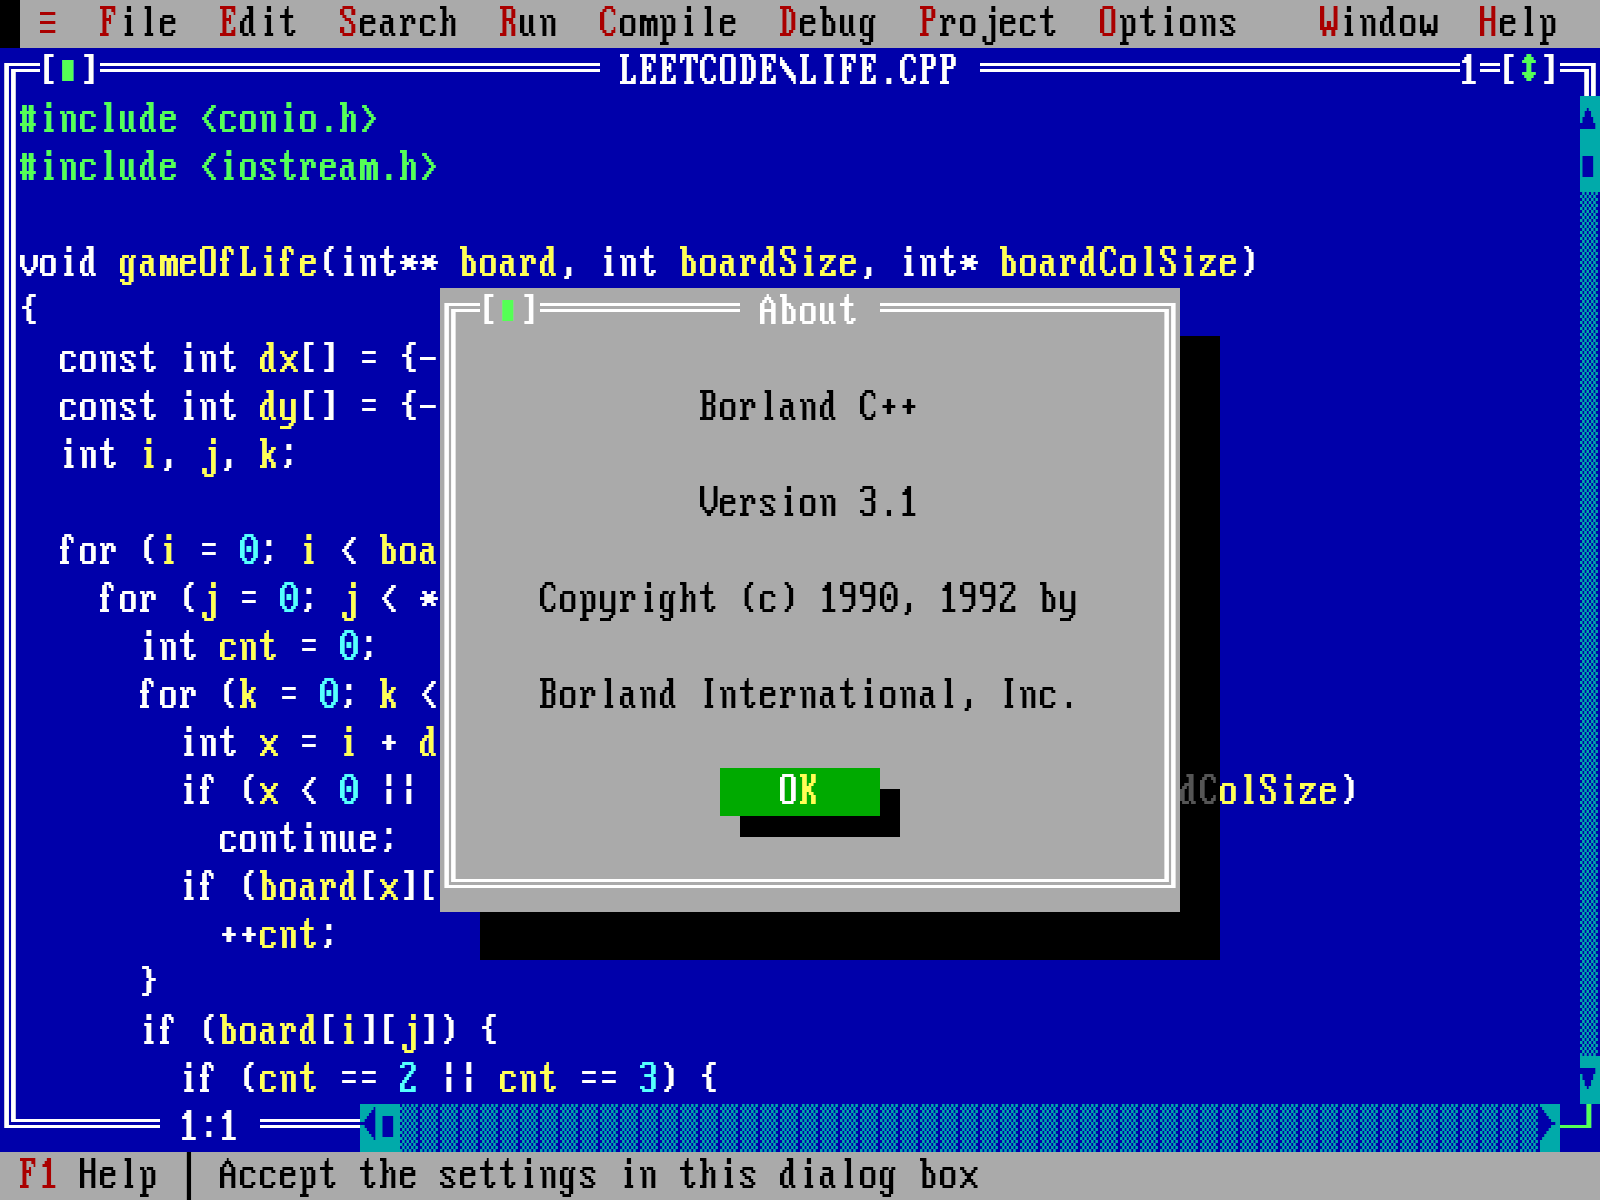 ≡ File Edit Search Run Compile Debug Project Options Window Help
[■] LEETCODE\LIFE.CPP 1=[↕]
#include <conio.h>
#include <iostream.h>
void gameOfLife(int** board, int boardSize, int* boardColSize)
{
[■] About
const int dx[] = {-
Borland C++
const int dy[] = {-
int i, j, k;
Version 3.1
for (i = 0; i < boa
for (j = 0; j < *
Copyright (c) 1990, 1992 by
int cnt = 0;
for (k = 0; k <
Borland International, Inc.
int x = i + d
if (x < 0 ||
OK
dColSize)
continue;
if (board[x][
++cnt;
}
if (board[i][j]) {
if (cnt == 2 || cnt == 3) {
1:1
F1 Help | Accept the settings in this dialog box